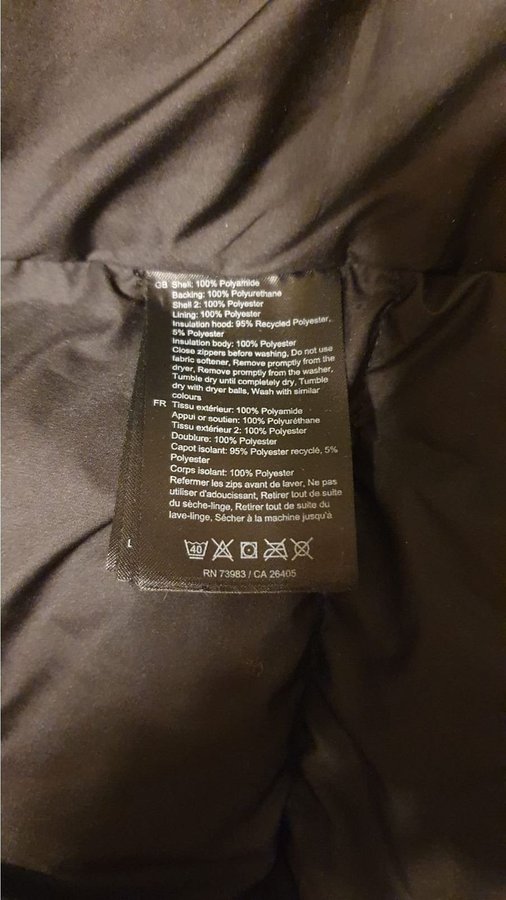 GB Shell: 100% Polyamide
Backing: 100% Polyurethane
Shell 2: 100% Polyester
Lining: 100% Polyester
Insulation hood: 95% Recycled Polyester,
5% Polyester
Insulation body: 100% Polyester
Close zippers before washing, Do not use
fabric softener, Remove promptly from the
dryer, Remove promptly from the washer,
Tumble dry until completely dry, Tumble
dry with dryer balls, Wash with similar
colours
FR Tissu extérieur: 100% Polyamide
Appui or soutien: 100% Polyuréthane
Tissu extérieur 2: 100% Polyester
Doublure: 100% Polyester
Capot isolant: 95% Polyester recyclé, 5%
Polyester
Corps isolant: 100% Polyester
Refermer les zips avant de laver, Ne pas
utiliser d'adoucissant, Retirer tout de suite
du sèche-linge, Retirer tout de suite du
lave-linge, Sécher à la machine jusqu'à
L
40
RN 73983 / CA 26405